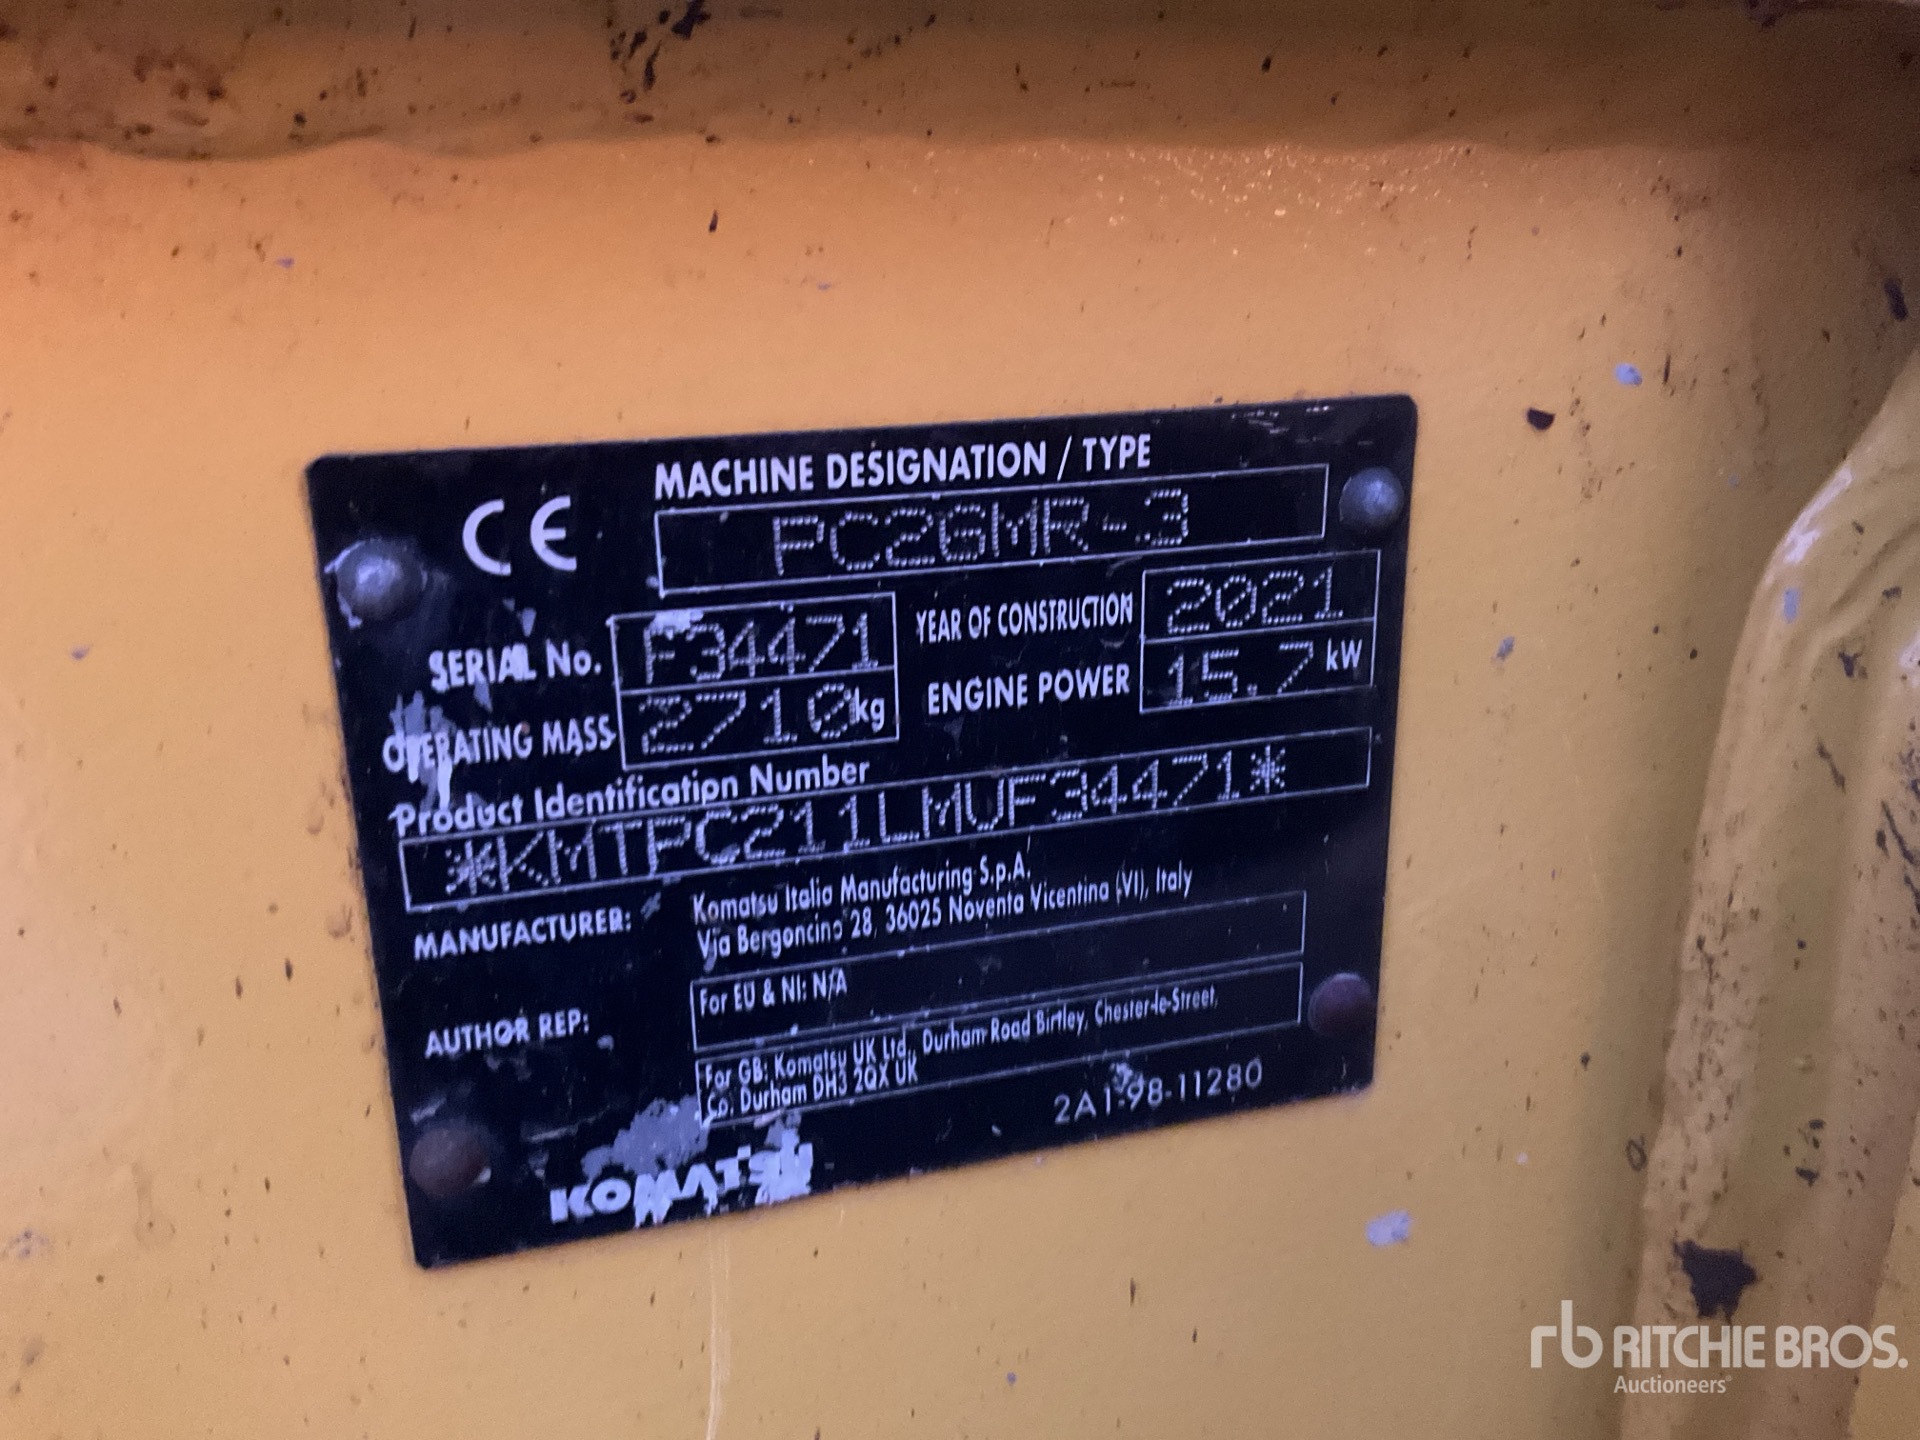 CE
MACHINE DESIGNATION / TYPE
PC26MR-3
SERIAL No. F34471
YEAR OF CONSTRUCTION 2021
OPERATING MASS 2710 kg
ENGINE POWER 15.7 kW
Product Identification Number
*KMTPC211LMUF34471*
MANUFACTURER: Komatsu Italia Manufacturing S.p.A.
Via Bergoncino 28, 36025 Noventa Vicentina (VI), Italy
AUTHOR REP: For EU & NI: N/A
For GB: Komatsu UK Ltd., Durham Road Birtley, Chester-le-Street,
Co. Durham DH3 2QX UK
2A1-98-11280
KOMATSU
rb RITCHIE BROS.
Auctioneers